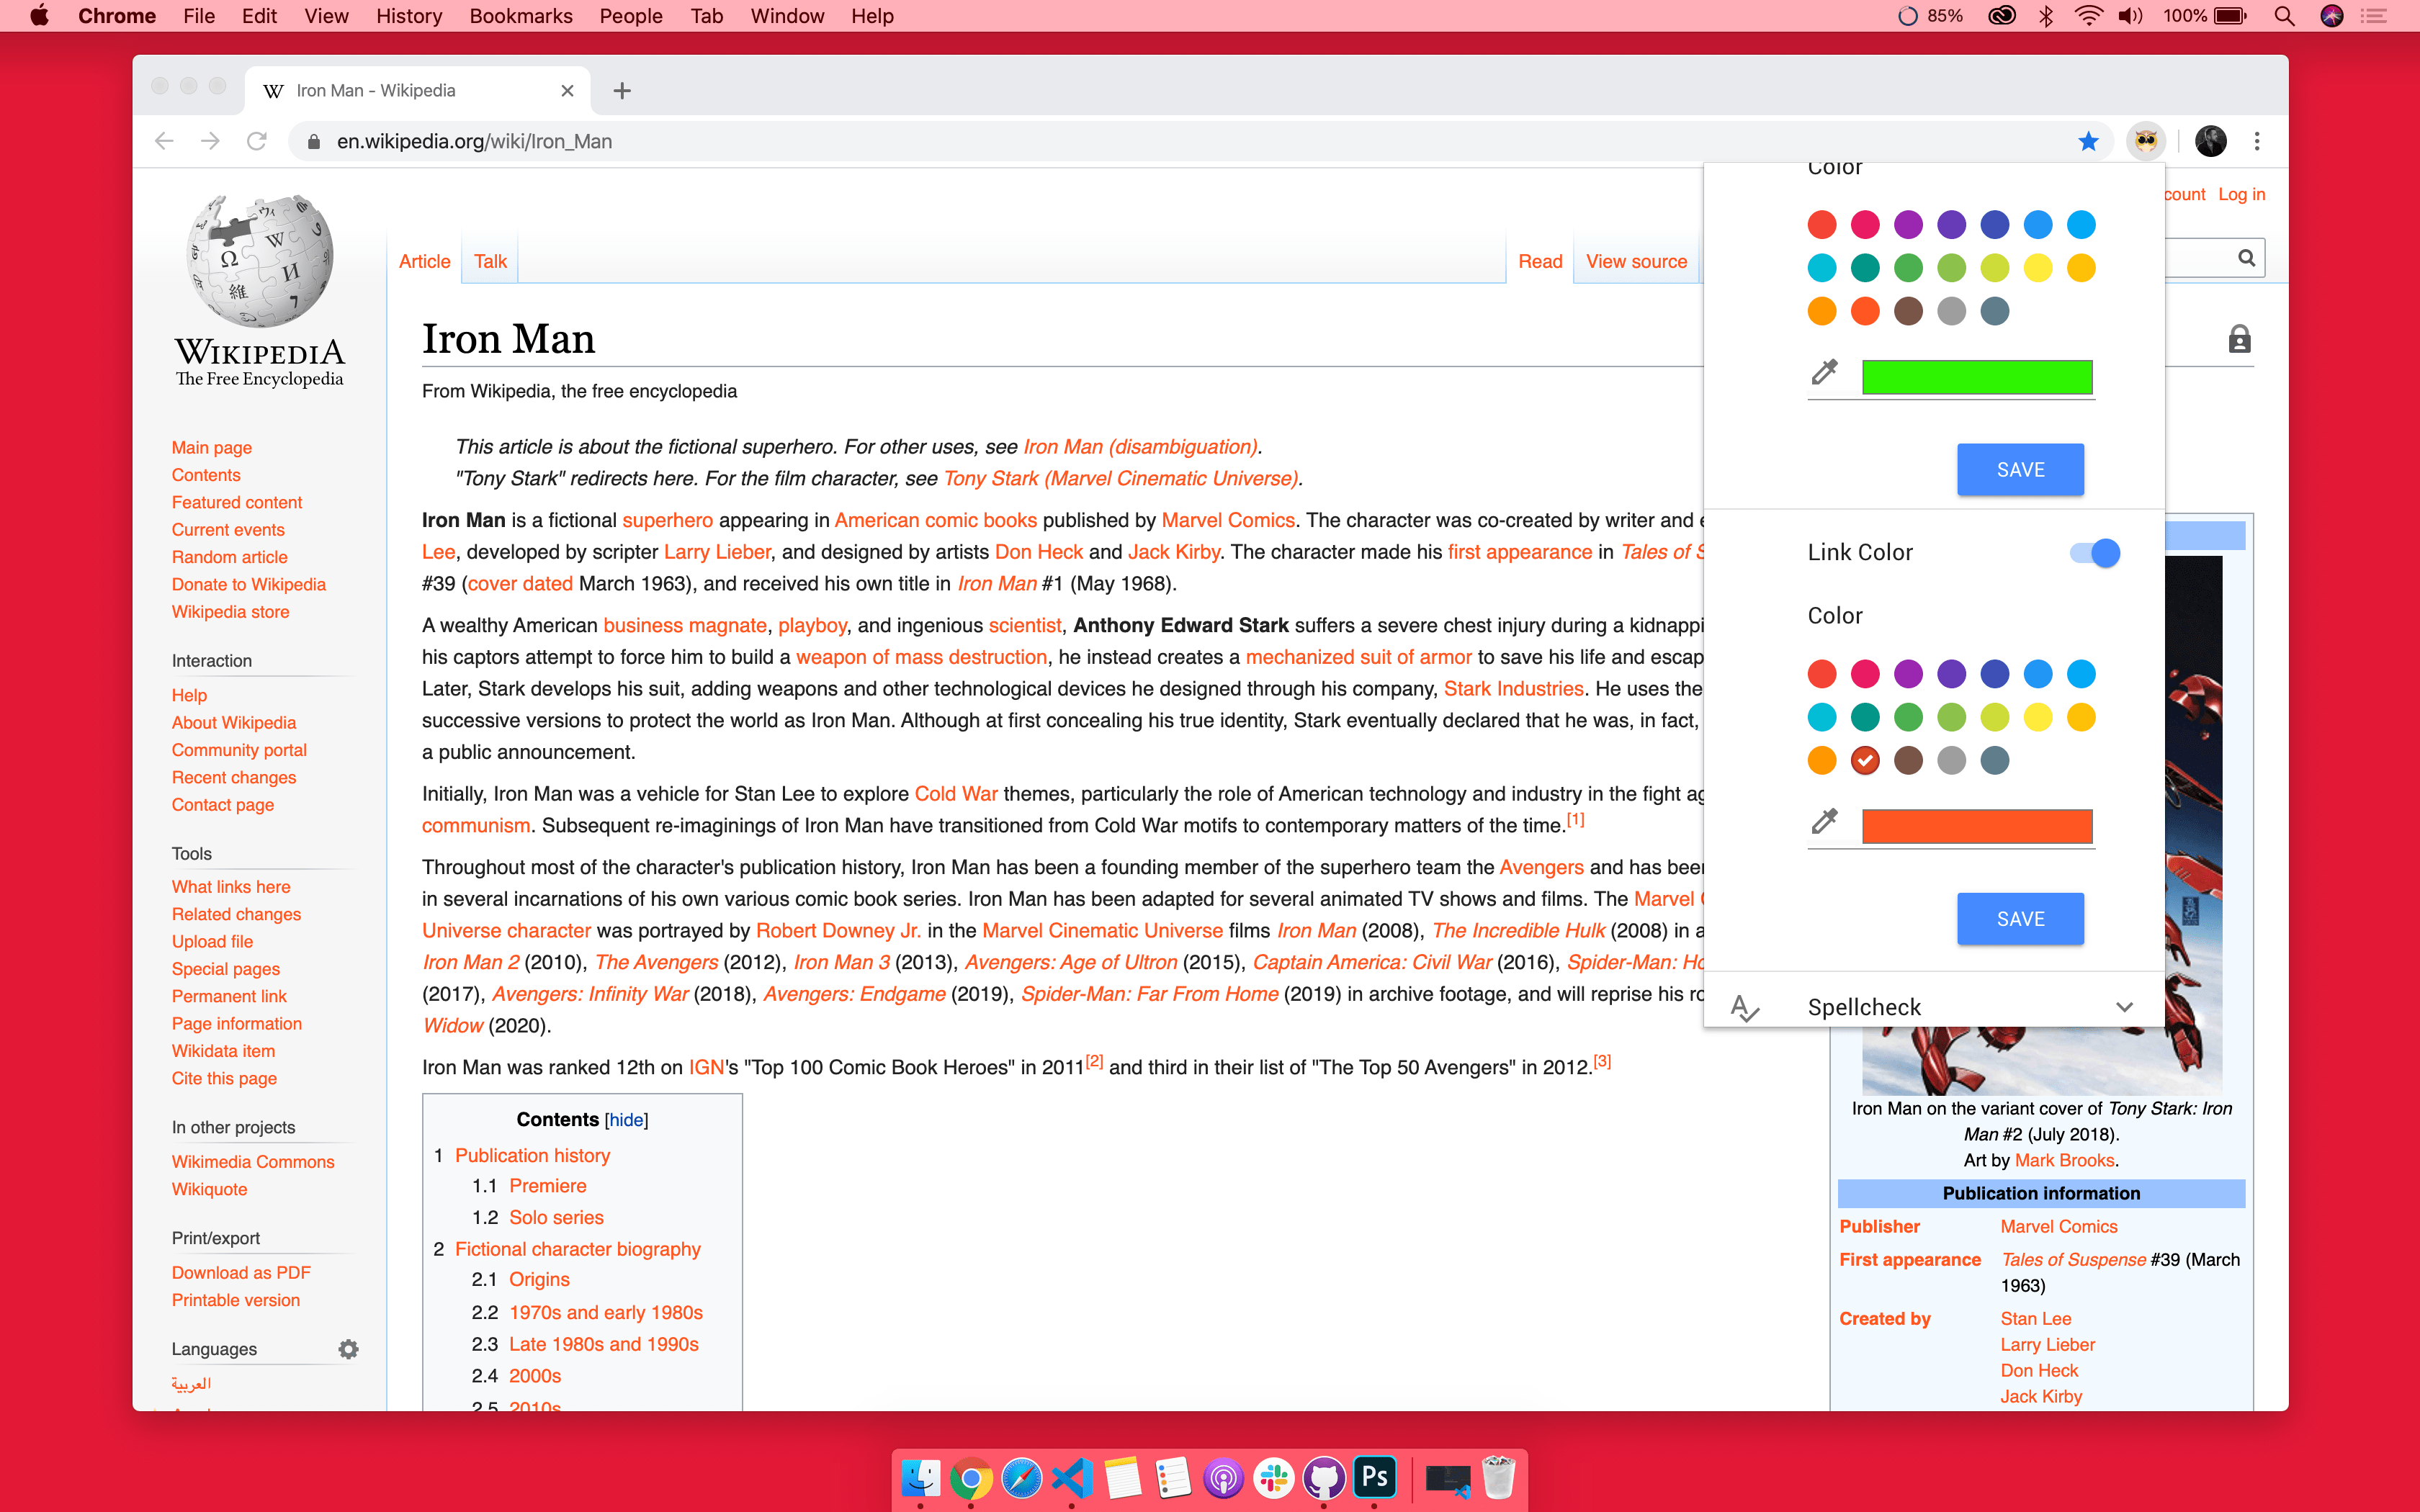 Chrome File Edit View History Bookmarks People Tab Window Help
85% 100%
Iron Man - Wikipedia
en.wikipedia.org/wiki/Iron_Man
count Log in
Article Talk
Read View source
WIKIPEDIA
The Free Encyclopedia
Main page
Contents
Featured content
Current events
Random article
Donate to Wikipedia
Wikipedia store
Interaction
Help
About Wikipedia
Community portal
Recent changes
Contact page
Tools
What links here
Related changes
Upload file
Special pages
Permanent link
Page information
Wikidata item
Cite this page
In other projects
Wikimedia Commons
Wikiquote
Print/export
Download as PDF
Printable version
Languages
العربية
Iron Man
From Wikipedia, the free encyclopedia
This article is about the fictional superhero. For other uses, see Iron Man (disambiguation).
"Tony Stark" redirects here. For the film character, see Tony Stark (Marvel Cinematic Universe).
Iron Man is a fictional superhero appearing in American comic books published by Marvel Comics. The character was co-created by writer and e
Lee, developed by scripter Larry Lieber, and designed by artists Don Heck and Jack Kirby. The character made his first appearance in Tales of S
#39 (cover dated March 1963), and received his own title in Iron Man #1 (May 1968).
A wealthy American business magnate, playboy, and ingenious scientist, Anthony Edward Stark suffers a severe chest injury during a kidnappi
his captors attempt to force him to build a weapon of mass destruction, he instead creates a mechanized suit of armor to save his life and escap
Later, Stark develops his suit, adding weapons and other technological devices he designed through his company, Stark Industries. He uses the
successive versions to protect the world as Iron Man. Although at first concealing his true identity, Stark eventually declared that he was, in fact,
a public announcement.
Initially, Iron Man was a vehicle for Stan Lee to explore Cold War themes, particularly the role of American technology and industry in the fight ag
communism. Subsequent re-imaginings of Iron Man have transitioned from Cold War motifs to contemporary matters of the time.[1]
Throughout most of the character's publication history, Iron Man has been a founding member of the superhero team the Avengers and has bee
in several incarnations of his own various comic book series. Iron Man has been adapted for several animated TV shows and films. The Marvel
Universe character was portrayed by Robert Downey Jr. in the Marvel Cinematic Universe films Iron Man (2008), The Incredible Hulk (2008) in a
Iron Man 2 (2010), The Avengers (2012), Iron Man 3 (2013), Avengers: Age of Ultron (2015), Captain America: Civil War (2016), Spider-Man: Ho
(2017), Avengers: Infinity War (2018), Avengers: Endgame (2019), Spider-Man: Far From Home (2019) in archive footage, and will reprise his ro
Widow (2020).
Iron Man was ranked 12th on IGN's "Top 100 Comic Book Heroes" in 2011[2] and third in their list of "The Top 50 Avengers" in 2012.[3]
Contents [hide]
1 Publication history
1.1 Premiere
1.2 Solo series
2 Fictional character biography
2.1 Origins
2.2 1970s and early 1980s
2.3 Late 1980s and 1990s
2.4 2000s
2.5 2010s
Color
SAVE
Link Color
Color
SAVE
Spellcheck
Iron Man on the variant cover of Tony Stark: Iron
Man #2 (July 2018).
Art by Mark Brooks.
Publication information
Publisher Marvel Comics
First appearance Tales of Suspense #39 (March
1963)
Created by Stan Lee
Larry Lieber
Don Heck
Jack Kirby
Ps